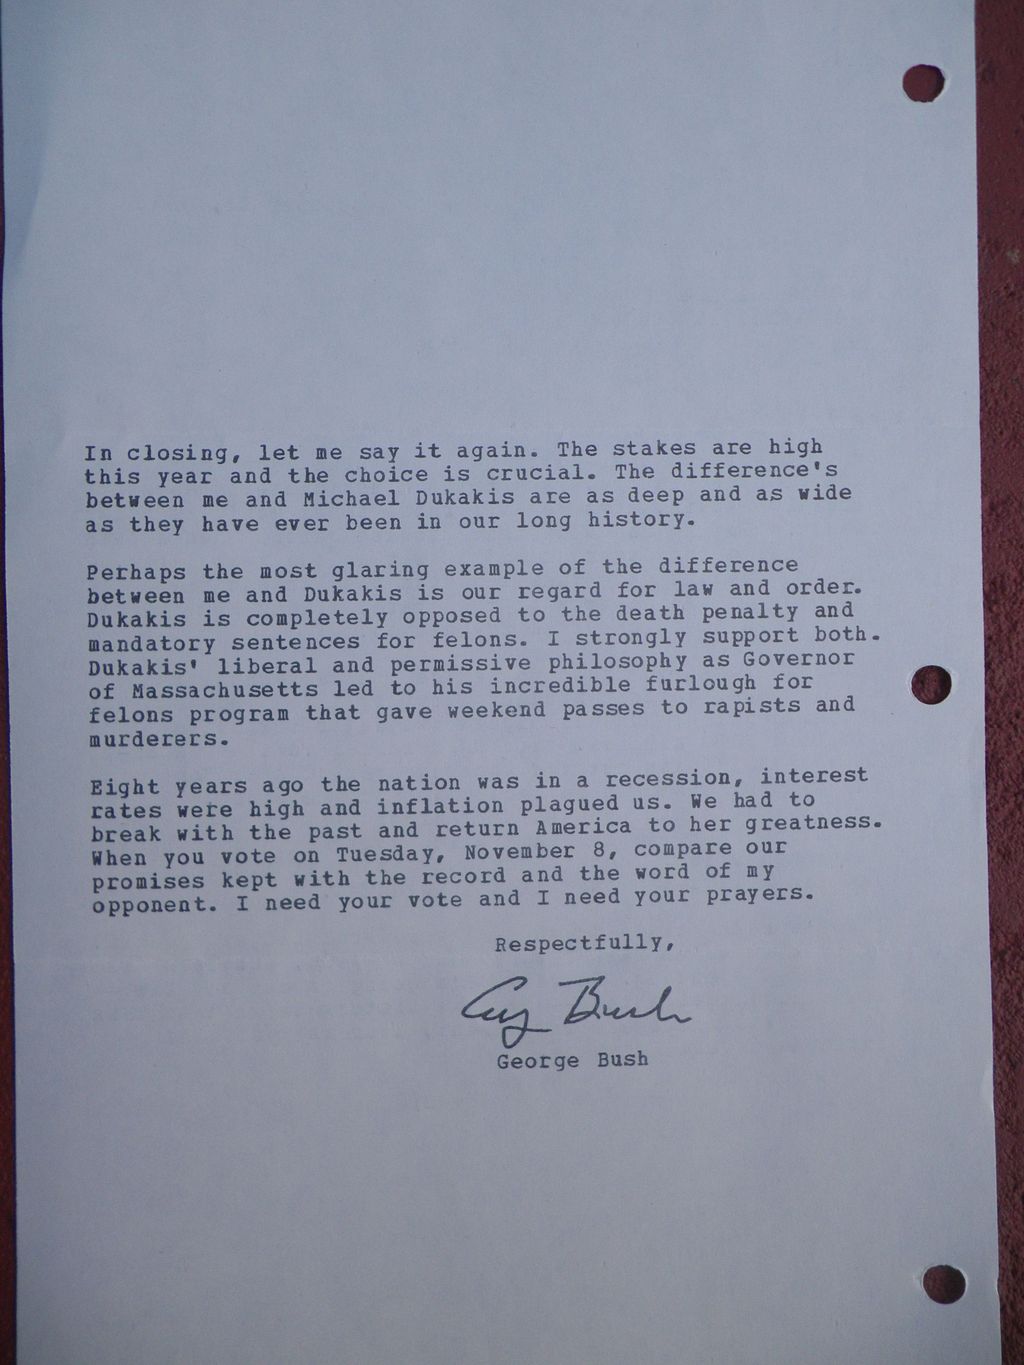 In closing, let me say it again. The stakes are high
this year and the choice is crucial. The difference's
between me and Michael Dukakis are as deep and as wide
as they have ever been in our long history.
Perhaps the most glaring example of the difference
between me and Dukakis is our regard for law and order.
Dukakis is completely opposed to the death penalty and
mandatory sentences for felons. I strongly support both.
Dukakis' liberal and permissive philosophy as Governor
of Massachusetts led to his incredible furlough for
felons program that gave weekend passes to rapists and
murderers.
Eight years ago the nation was in a recession, interest
rates were high and inflation plagued us. We had to
break with the past and return America to her greatness.
When you vote on Tuesday, November 8, compare our
promises kept with the record and the word of my
opponent. I need your vote and I need your prayers.
Respectfully,
Gg Bush
George Bush